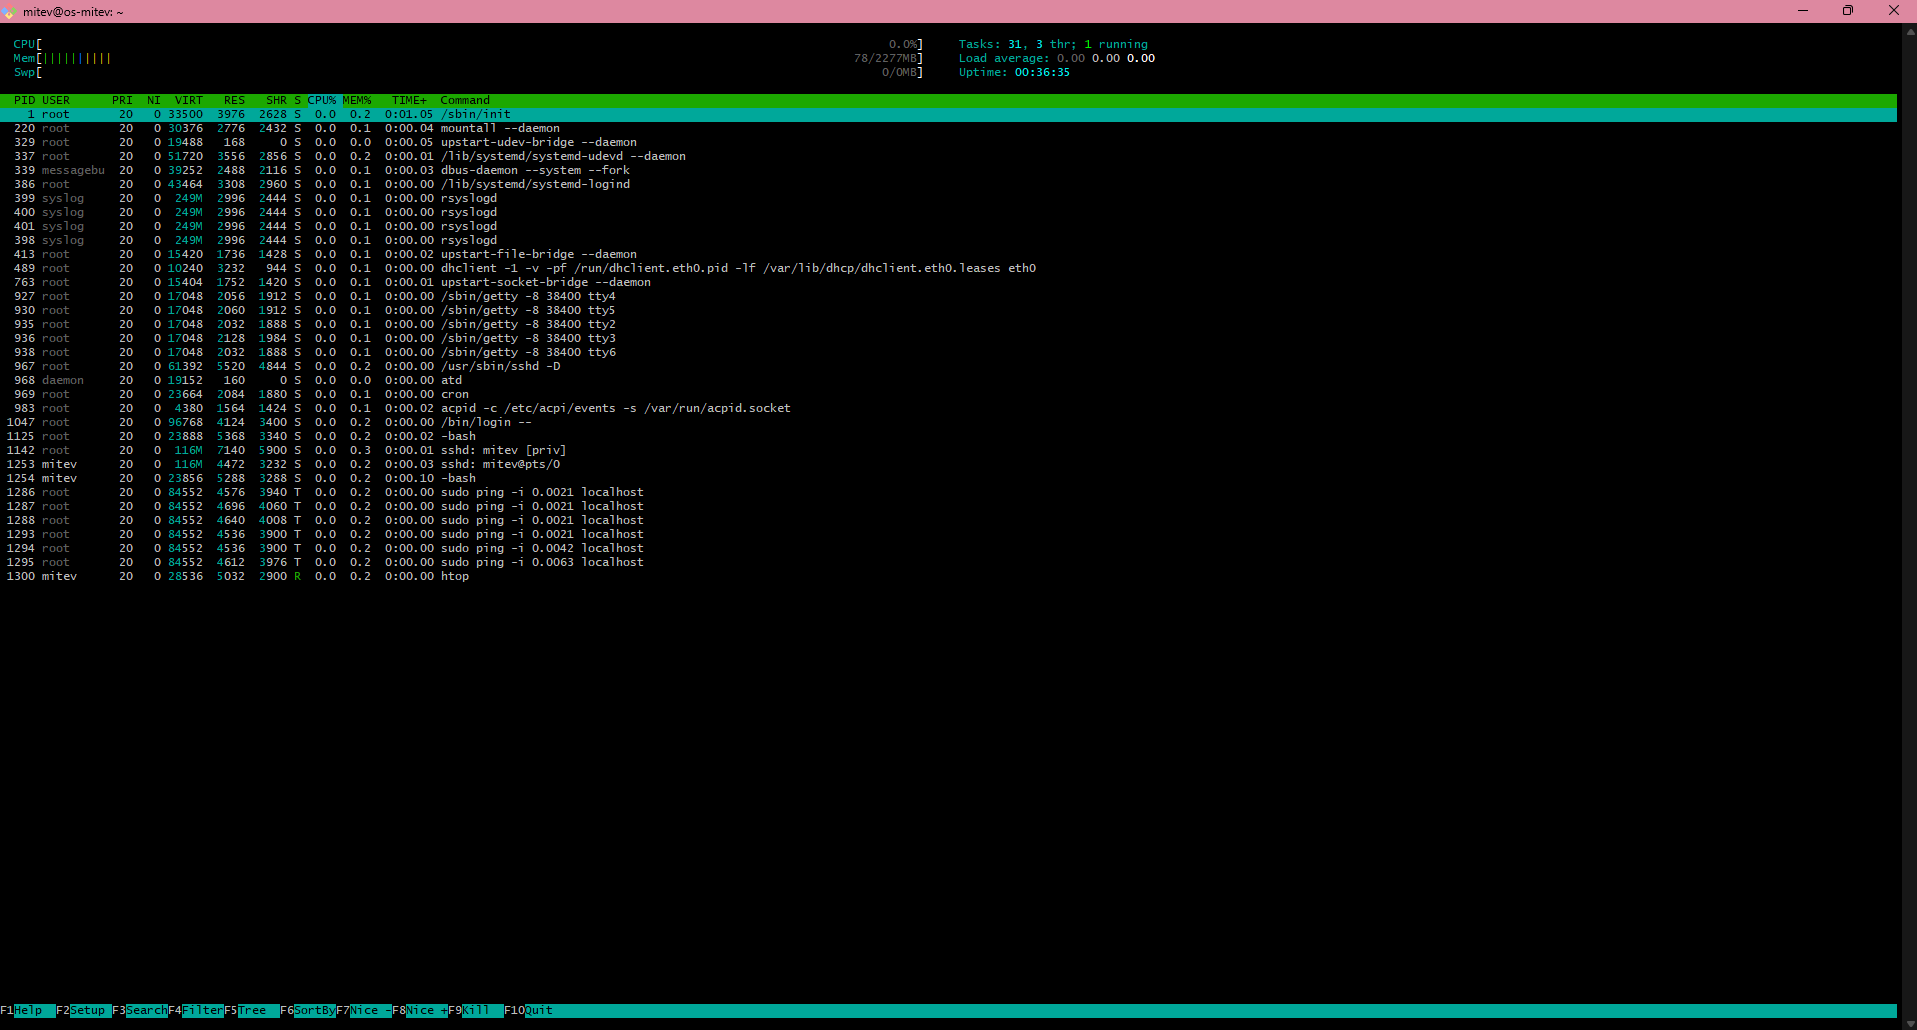 mitev@os-mitev: ~
CPU[ 0.0%] Tasks: 31, 3 thr; 1 running
Mem[|||||||||| 78/2277MB] Load average: 0.00 0.00 0.00
Swp[ 0/0MB] Uptime: 00:36:35
PID USER PRI NI VIRT RES SHR S CPU% MEM% TIME+ Command
1 root 20 0 33500 3976 2628 S 0.0 0.2 0:01.05 /sbin/init
220 root 20 0 30376 2776 2432 S 0.0 0.1 0:00.04 mountall --daemon
329 root 20 0 19488 168 0 S 0.0 0.0 0:00.05 upstart-udev-bridge --daemon
337 root 20 0 51720 3556 2856 S 0.0 0.2 0:00.01 /lib/systemd/systemd-udevd --daemon
339 messagebu 20 0 39252 2488 2116 S 0.0 0.1 0:00.03 dbus-daemon --system --fork
386 root 20 0 43464 3308 2960 S 0.0 0.1 0:00.00 /lib/systemd/systemd-logind
399 syslog 20 0 249M 2996 2444 S 0.0 0.1 0:00.00 rsyslogd
400 syslog 20 0 249M 2996 2444 S 0.0 0.1 0:00.00 rsyslogd
401 syslog 20 0 249M 2996 2444 S 0.0 0.1 0:00.00 rsyslogd
398 syslog 20 0 249M 2996 2444 S 0.0 0.1 0:00.00 rsyslogd
413 root 20 0 15420 1736 1428 S 0.0 0.1 0:00.02 upstart-file-bridge --daemon
489 root 20 0 10240 3232 944 S 0.0 0.1 0:00.00 dhclient -1 -v -pf /run/dhclient.eth0.pid -lf /var/lib/dhcp/dhclient.eth0.leases eth0
763 root 20 0 15404 1752 1420 S 0.0 0.1 0:00.01 upstart-socket-bridge --daemon
927 root 20 0 17048 2056 1912 S 0.0 0.1 0:00.00 /sbin/getty -8 38400 tty4
930 root 20 0 17048 2060 1912 S 0.0 0.1 0:00.00 /sbin/getty -8 38400 tty5
935 root 20 0 17048 2032 1888 S 0.0 0.1 0:00.00 /sbin/getty -8 38400 tty2
936 root 20 0 17048 2128 1984 S 0.0 0.1 0:00.00 /sbin/getty -8 38400 tty3
938 root 20 0 17048 2032 1888 S 0.0 0.1 0:00.00 /sbin/getty -8 38400 tty6
967 root 20 0 61392 5520 4844 S 0.0 0.2 0:00.00 /usr/sbin/sshd -D
968 daemon 20 0 19152 160 0 S 0.0 0.0 0:00.00 atd
969 root 20 0 23664 2084 1880 S 0.0 0.1 0:00.00 cron
983 root 20 0 4380 1564 1424 S 0.0 0.1 0:00.02 acpid -c /etc/acpi/events -s /var/run/acpid.socket
1047 root 20 0 96768 4124 3400 S 0.0 0.2 0:00.00 /bin/login --
1125 root 20 0 23888 5368 3340 S 0.0 0.2 0:00.02 -bash
1142 root 20 0 116M 7140 5900 S 0.0 0.3 0:00.01 sshd: mitev [priv]
1253 mitev 20 0 116M 4472 3232 S 0.0 0.2 0:00.03 sshd: mitev@pts/0
1254 mitev 20 0 23856 5288 3288 S 0.0 0.2 0:00.10 -bash
1286 root 20 0 84552 4576 3940 T 0.0 0.2 0:00.00 sudo ping -i 0.0021 localhost
1287 root 20 0 84552 4696 4060 T 0.0 0.2 0:00.00 sudo ping -i 0.0021 localhost
1288 root 20 0 84552 4640 4008 T 0.0 0.2 0:00.00 sudo ping -i 0.0021 localhost
1293 root 20 0 84552 4536 3900 T 0.0 0.2 0:00.00 sudo ping -i 0.0021 localhost
1294 root 20 0 84552 4536 3900 T 0.0 0.2 0:00.00 sudo ping -i 0.0042 localhost
1295 root 20 0 84552 4612 3976 T 0.0 0.2 0:00.00 sudo ping -i 0.0063 localhost
1300 mitev 20 0 28536 5032 2900 R 0.0 0.2 0:00.00 htop
F1Help F2Setup F3SearchF4FilterF5Tree F6SortByF7Nice -F8Nice +F9Kill F10Quit